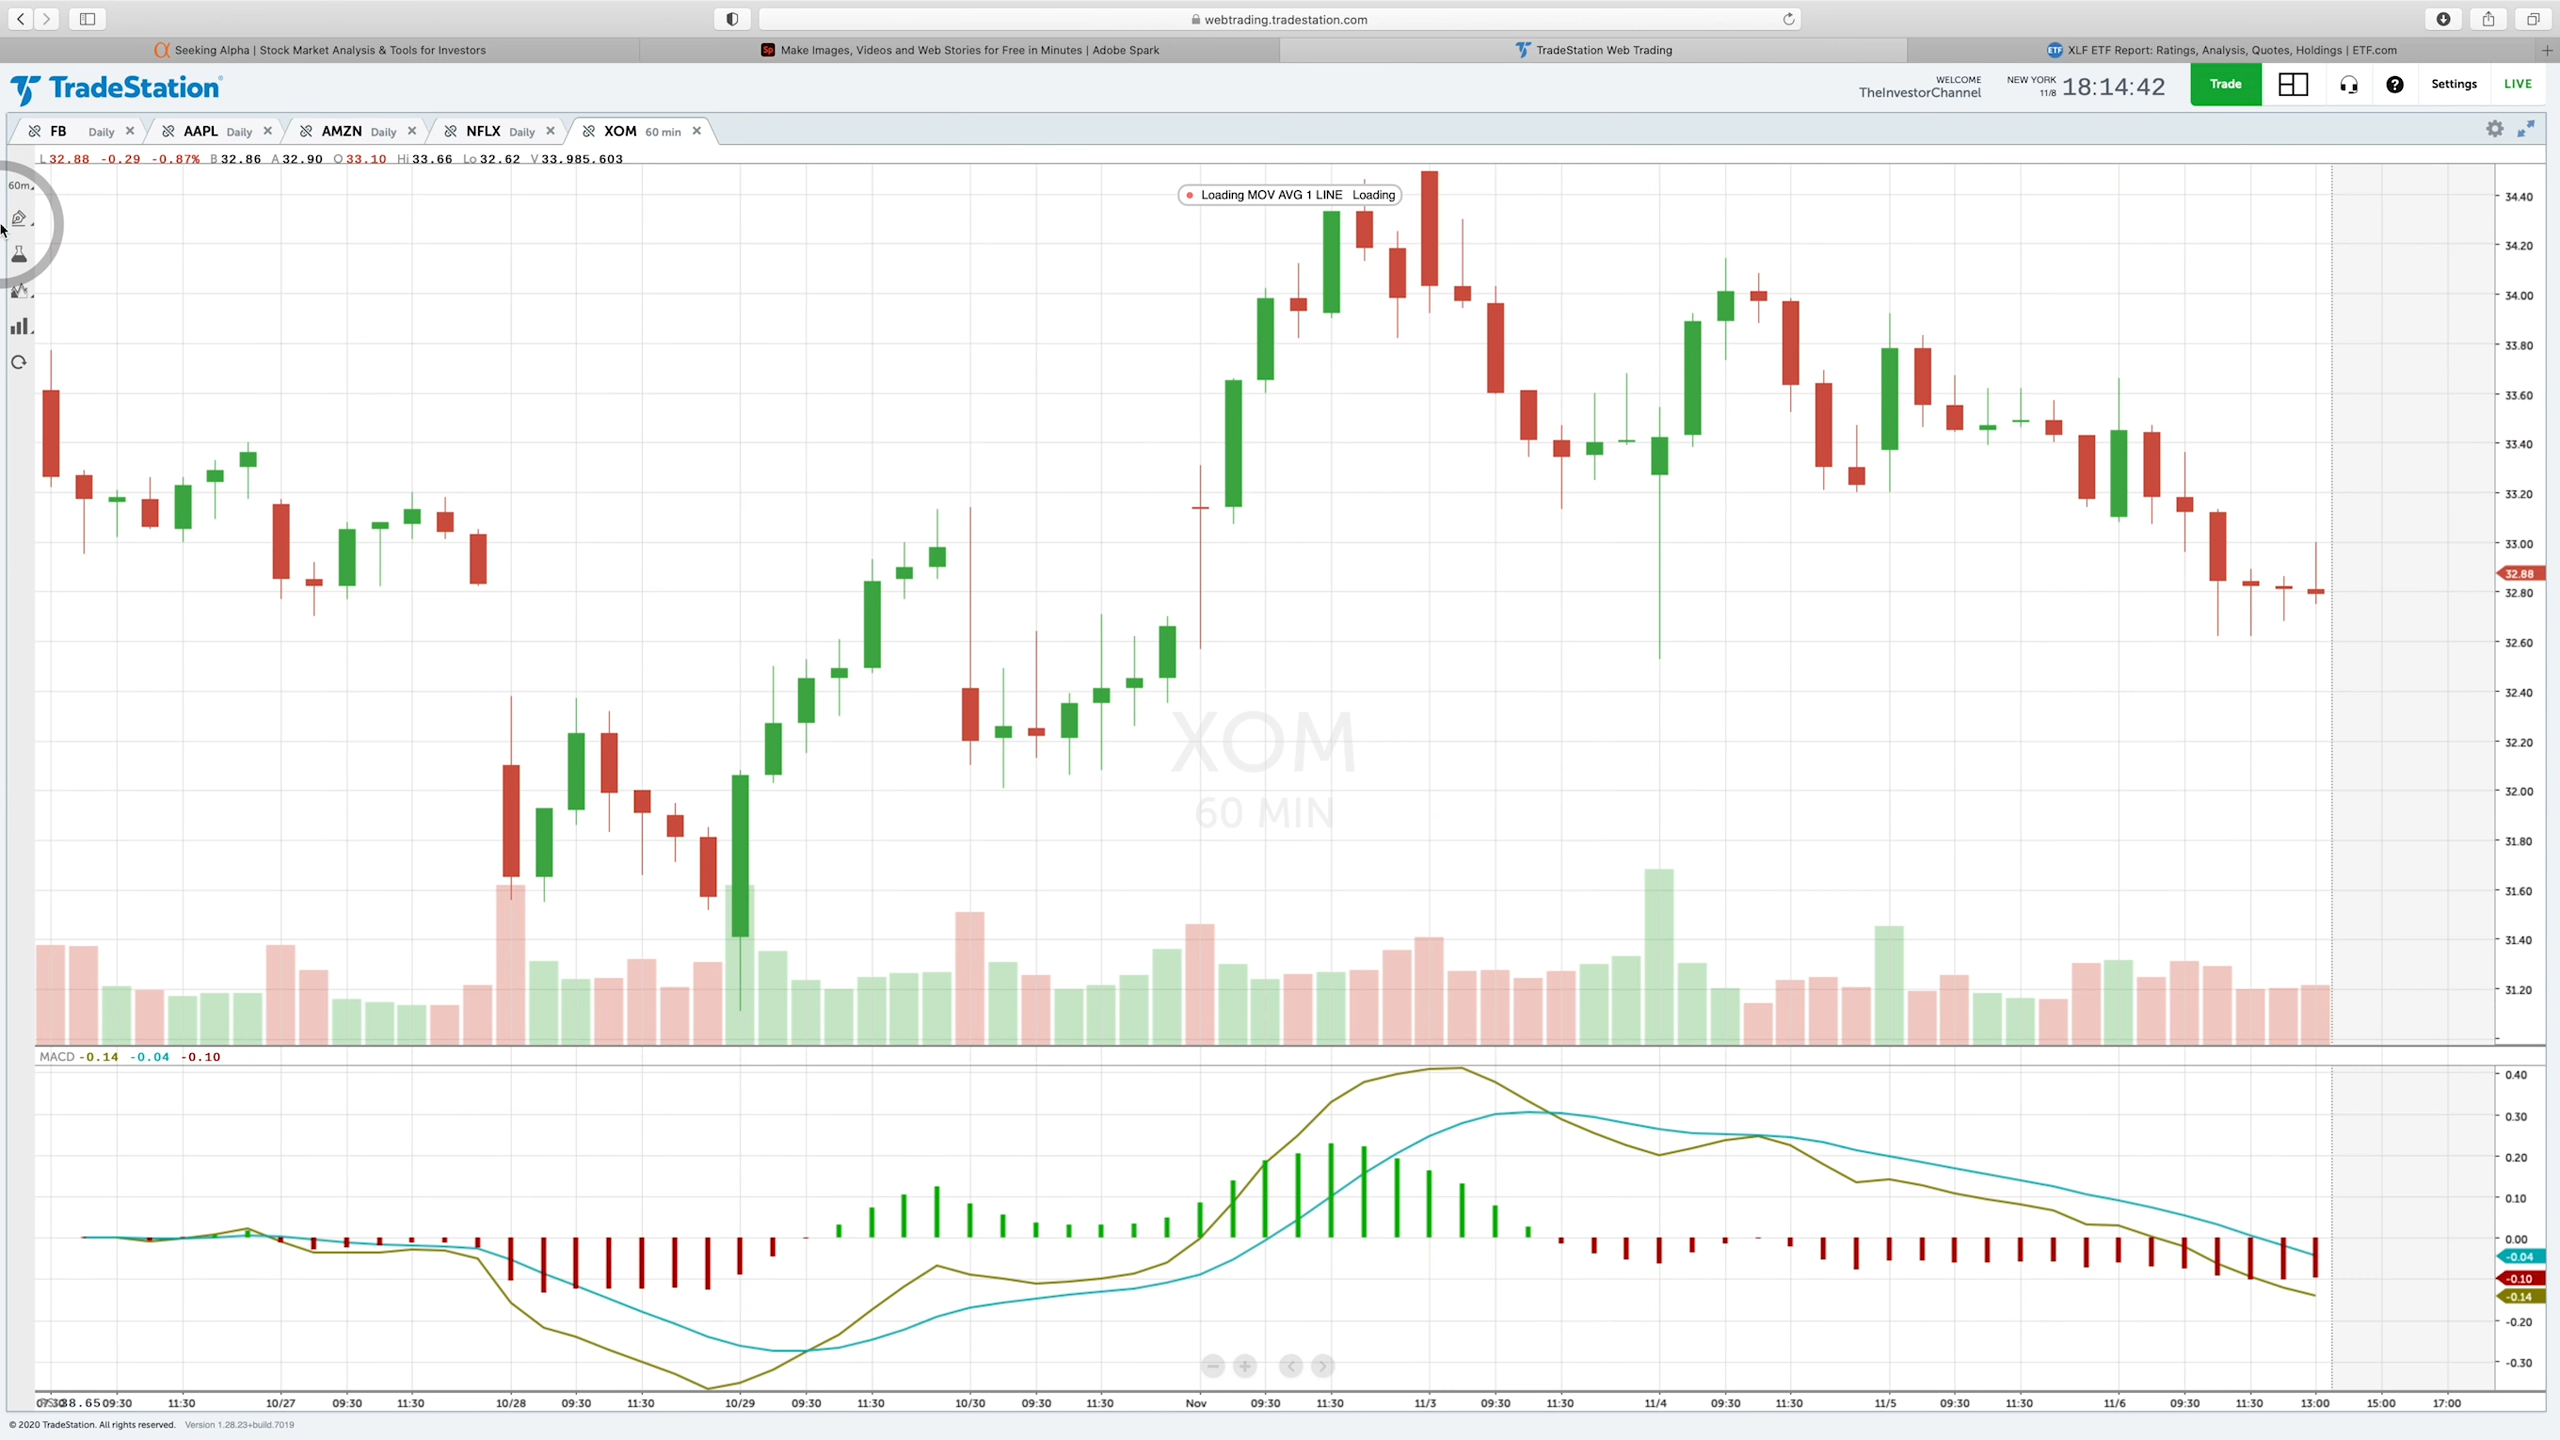 webtrading.tradestation.com
Seeking Alpha | Stock Market Analysis & Tools for Investors
Sp Make Images, Videos and Web Stories for Free in Minutes | Adobe Spark
TradeStation Web Trading
ETF XLF ETF Report: Ratings, Analysis, Quotes, Holdings | ETF.com
TradeStation
WELCOME
TheInvestorChannel
NEW YORK
11/8
18:14:42
Trade
Settings
LIVE
FB Daily
AAPL Daily
AMZN Daily
NFLX Daily
XOM 60 min
L 32.88 -0.29 -0.87% B 32.86 A 32.90 O 33.10 Hi 33.66 Lo 32.62 V 33,985,603
60m
Loading MOV AVG 1 LINE Loading
34.40
34.20
34.00
33.80
33.60
33.40
33.20
33.00
32.88
32.80
32.60
32.40
32.20
32.00
31.80
31.60
31.40
31.20
XOM
60 MIN
MACD -0.14 -0.04 -0.10
0.40
0.30
0.20
0.10
0.00
-0.04
-0.10
-0.14
-0.20
-0.30
38.65 09:30 11:30 10/27 09:30 11:30 10/28 09:30 11:30 10/29 09:30 11:30 10/30 09:30 11:30 Nov 09:30 11:30 11/3 09:30 11:30 11/4 09:30 11:30 11/5 09:30 11:30 11/6 09:30 11:30 13:00 15:00 17:00
© 2020 TradeStation. All rights reserved. Version 1.28.23+build.7019